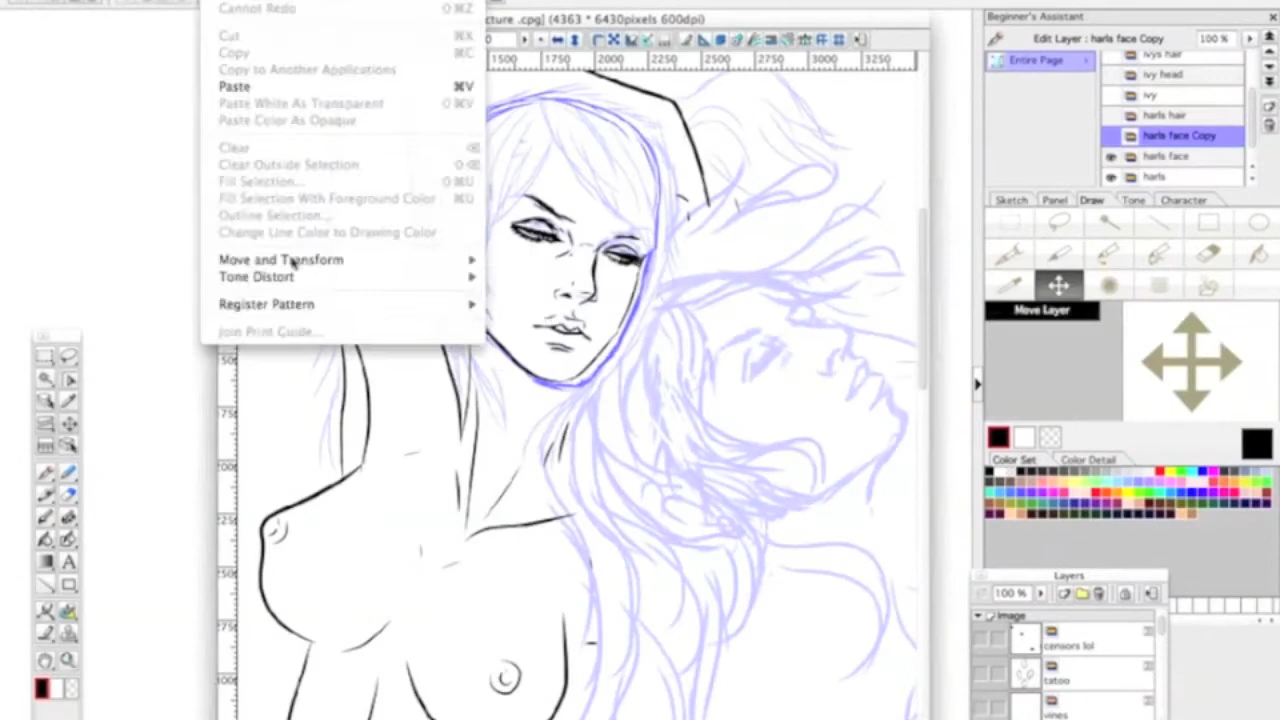 Cannot Redo ⇧⌘Z
cture .cpg] (4363 * 6430pixels 600dpi)
Beginner's Assistant
Edit Layer : harls face Copy 100 %
Cut ⌘X
Copy ⌘C
Copy to Another Applications
Paste ⌘V
Paste White As Transparent ⇧⌘V
Paste Color As Opaque
Clear
Clear Outside Selection
Fill Selection... ⇧⌘U
Fill Selection With Foreground Color ⌘U
Outline Selection...
Change Line Color to Drawing Color
Move and Transform
Tone Distort
Register Pattern
Join Print Guide...
1500 1750 2000 2250 2500 2750 3000 3250
Entire Page
ivys hair
ivy head
ivy
harls hair
harls face Copy
harls face
harls
Sketch Panel Draw Tone Character
Move Layer
Color Set Color Detail
Layers
100 %
Image
censors lol
tatoo
vines
A